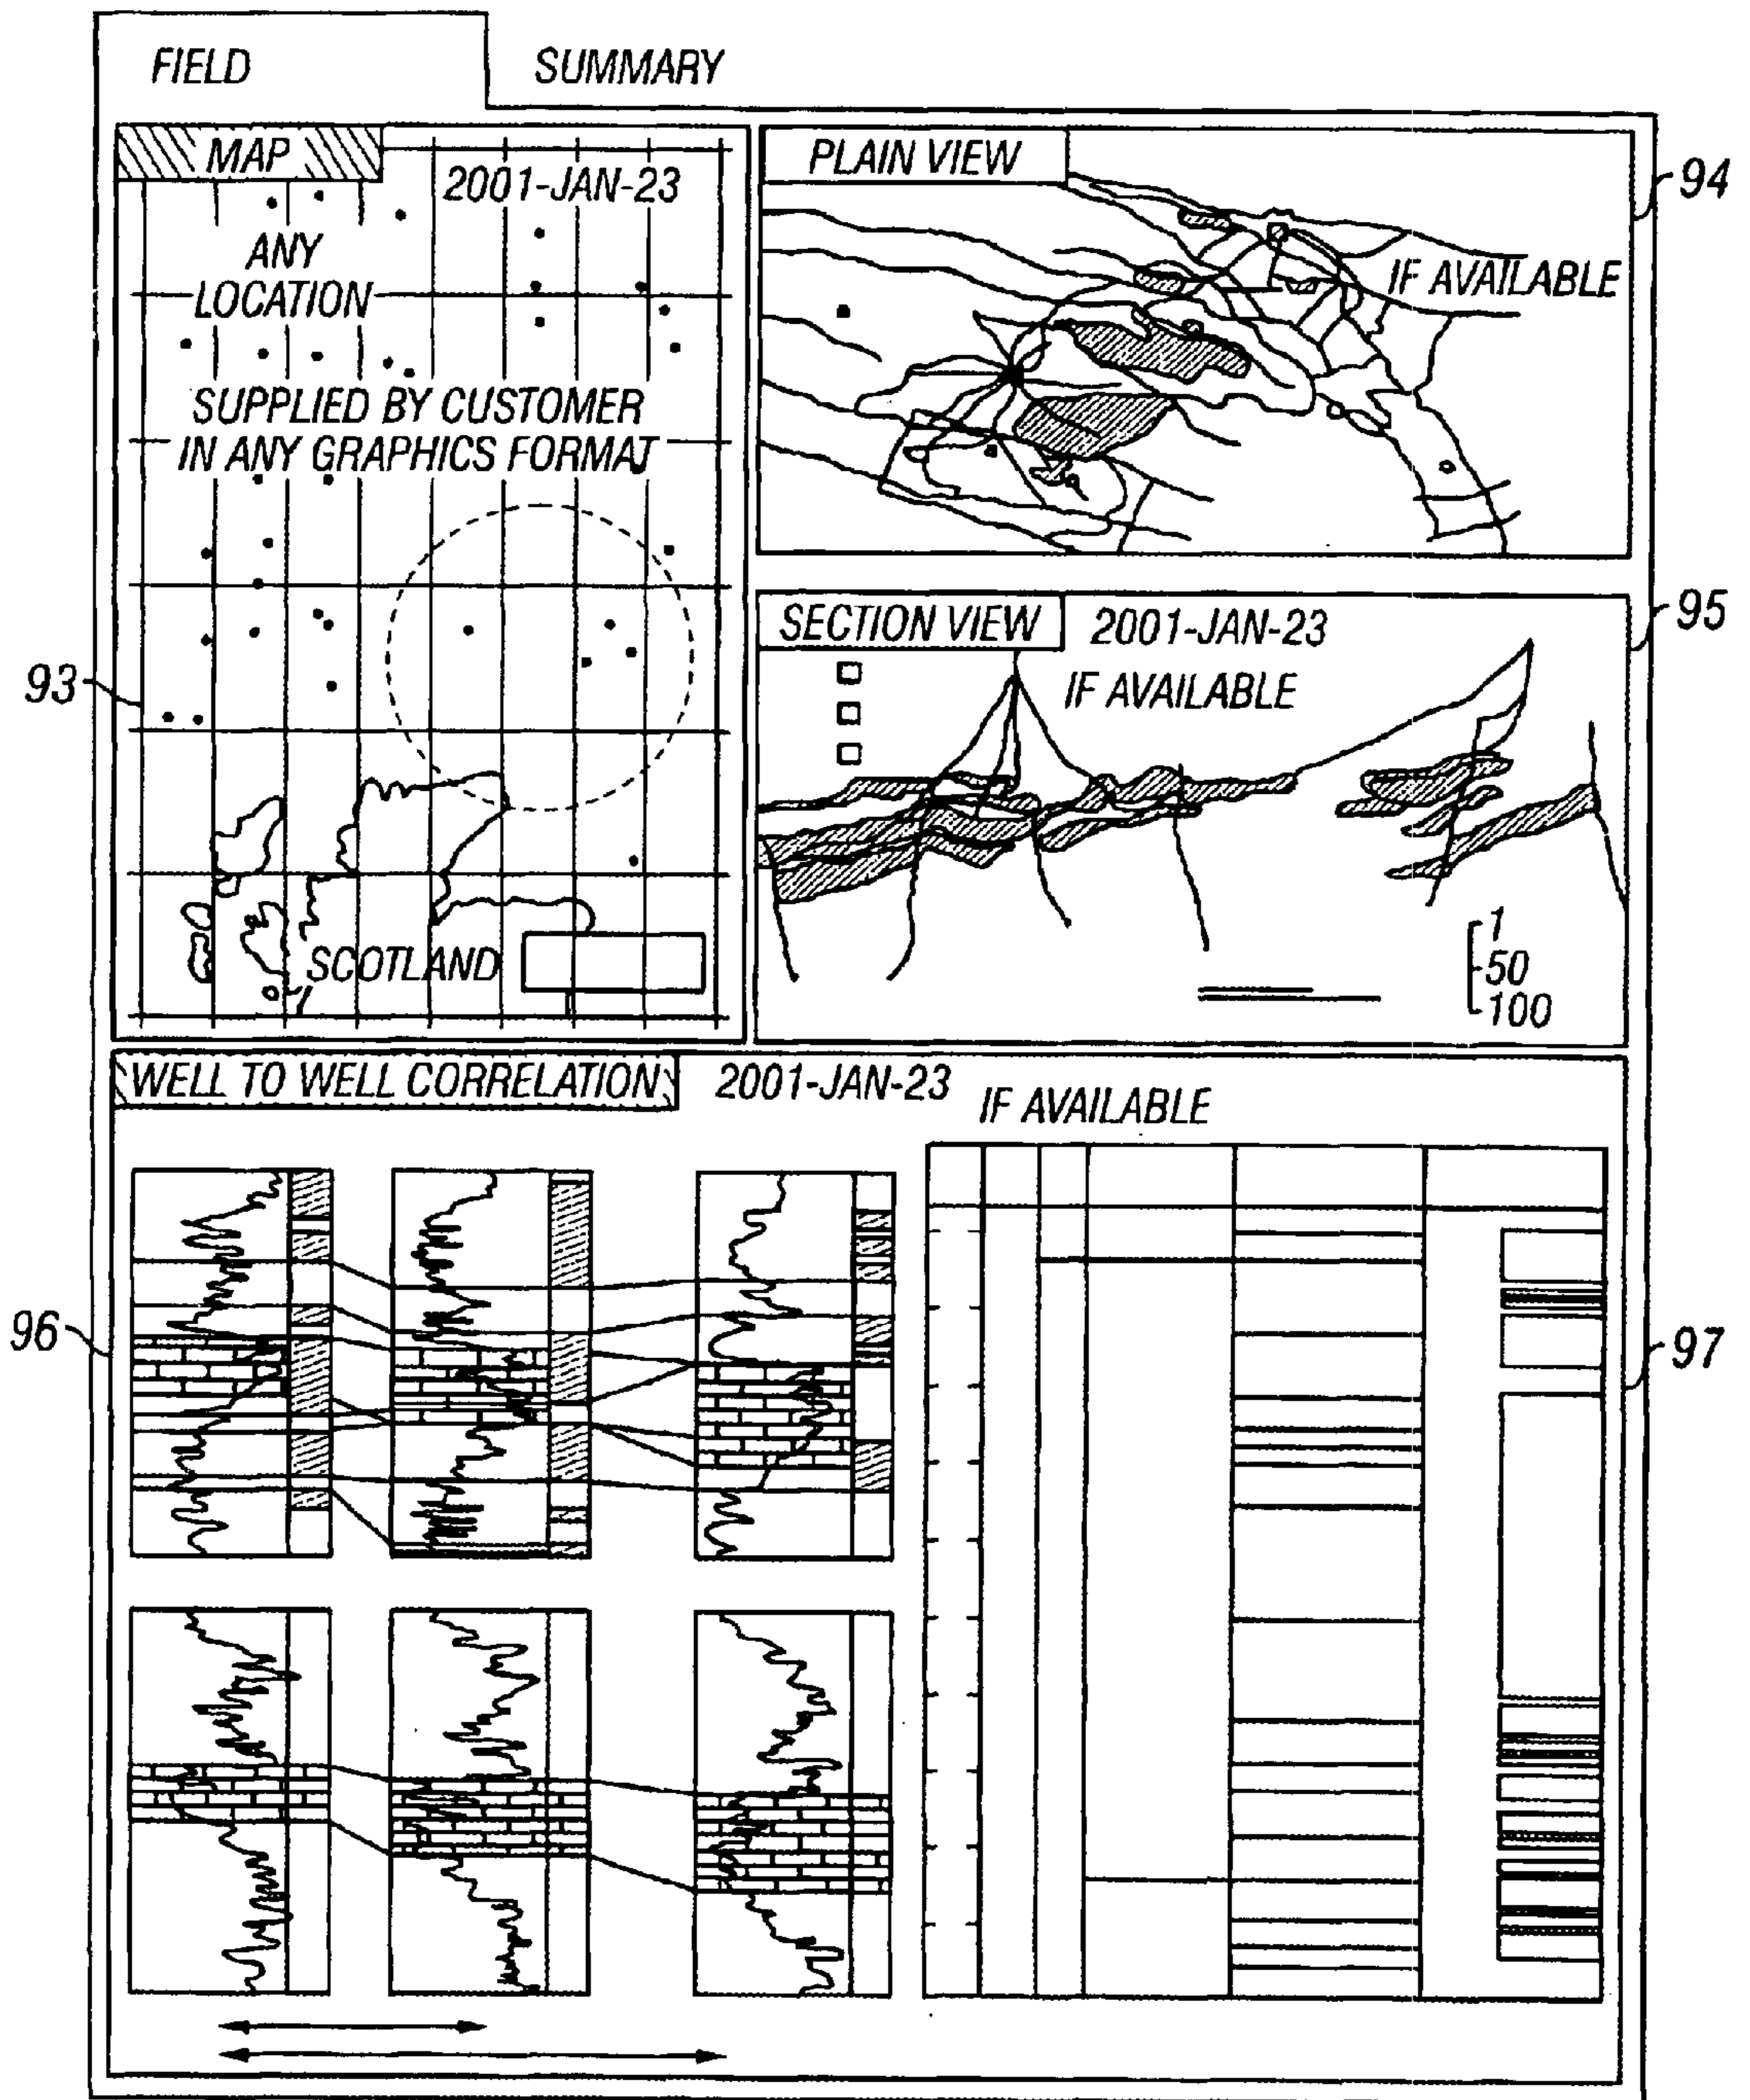 FIELD
SUMMARY
MAP
2001-JAN-23
ANY
LOCATION
SUPPLIED BY CUSTOMER
IN ANY GRAPHICS FORMAT
SCOTLAND
93
PLAIN VIEW
IF AVAILABLE
94
SECTION VIEW
2001-JAN-23
IF AVAILABLE
1
50
100
95
WELL TO WELL CORRELATION
2001-JAN-23
IF AVAILABLE
96
97